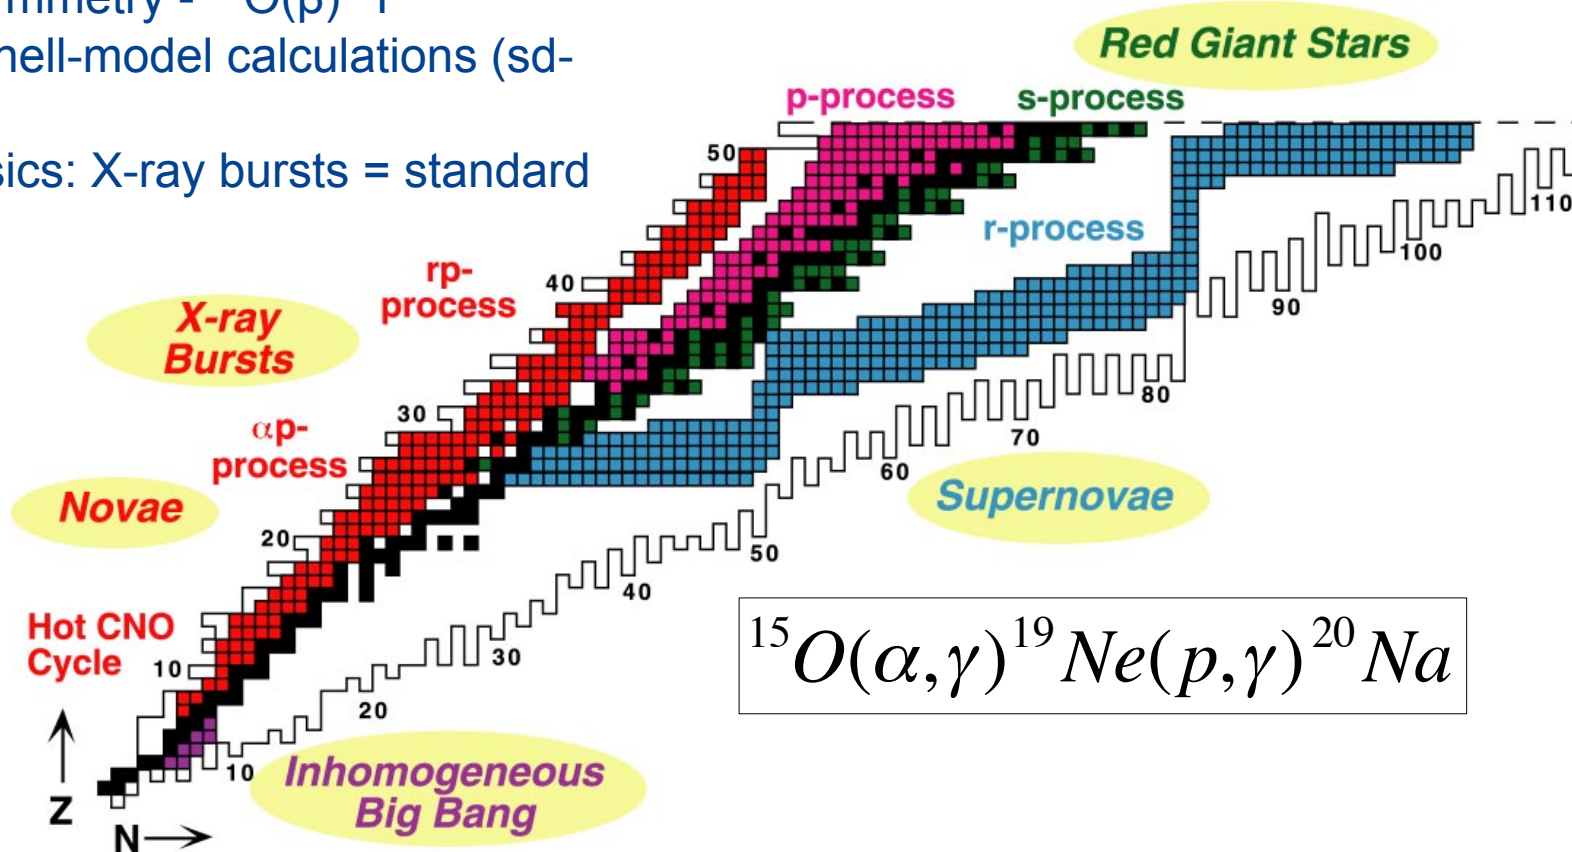 mmetry - O(p) F
nell-model calculations (sd-
sics: X-ray bursts = standard
Red Giant Stars
p-process
s-process
50
r-process
110
100
90
rp-
process
40
X-ray
Bursts
80
30
αp-
process
70
60
Novae
Supernovae
20
50
40
Hot CNO
Cycle
10
30
20
¹⁵O(α,γ)¹⁹Ne(p,γ)²⁰Na
10
Inhomogeneous
Big Bang
Z
N